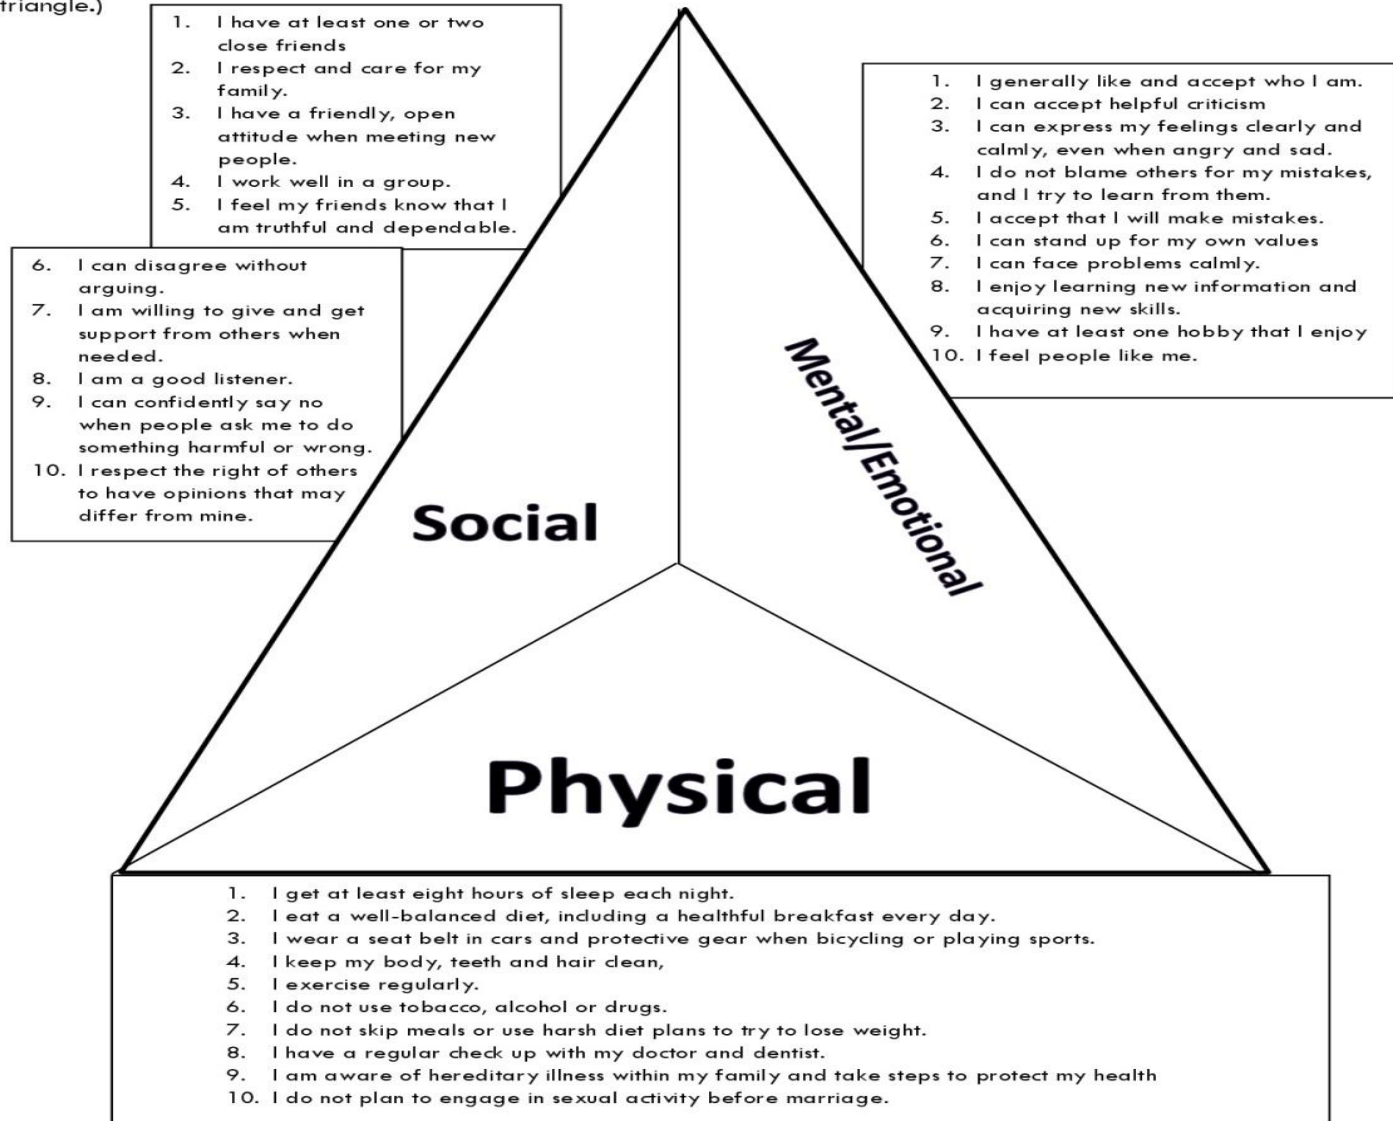 triangle.)
1. I have at least one or two
close friends
2. I respect and care for my
family.
3. I have a friendly, open
attitude when meeting new
people.
4. I work well in a group.
5. I feel my friends know that I
am truthful and dependable.
6. I can disagree without
arguing.
7. I am willing to give and get
support from others when
needed.
8. I am a good listener.
9. I can confidently say no
when people ask me to do
something harmful or wrong.
10. I respect the right of others
to have opinions that may
differ from mine.
1. I generally like and accept who I am.
2. I can accept helpful criticism
3. I can express my feelings clearly and
calmly, even when angry and sad.
4. I do not blame others for my mistakes,
and I try to learn from them.
5. I accept that I will make mistakes.
6. I can stand up for my own values
7. I can face problems calmly.
8. I enjoy learning new information and
acquiring new skills.
9. I have at least one hobby that I enjoy
10. I feel people like me.
Social
Mental/Emotional
Physical
1. I get at least eight hours of sleep each night.
2. I eat a well-balanced diet, including a healthful breakfast every day.
3. I wear a seat belt in cars and protective gear when bicycling or playing sports.
4. I keep my body, teeth and hair clean,
5. I exercise regularly.
6. I do not use tobacco, alcohol or drugs.
7. I do not skip meals or use harsh diet plans to try to lose weight.
8. I have a regular check up with my doctor and dentist.
9. I am aware of hereditary illness within my family and take steps to protect my health
10. I do not plan to engage in sexual activity before marriage.